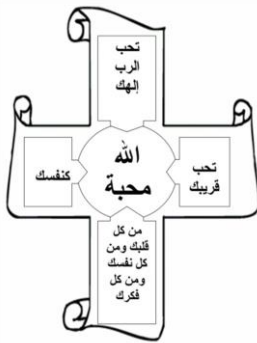 تحب
الرب
إلهك
الله
محبة
تحب
قريبك
كنفسك
من كل
قلبك ومن
كل نفسك
ومن كل
فكرك